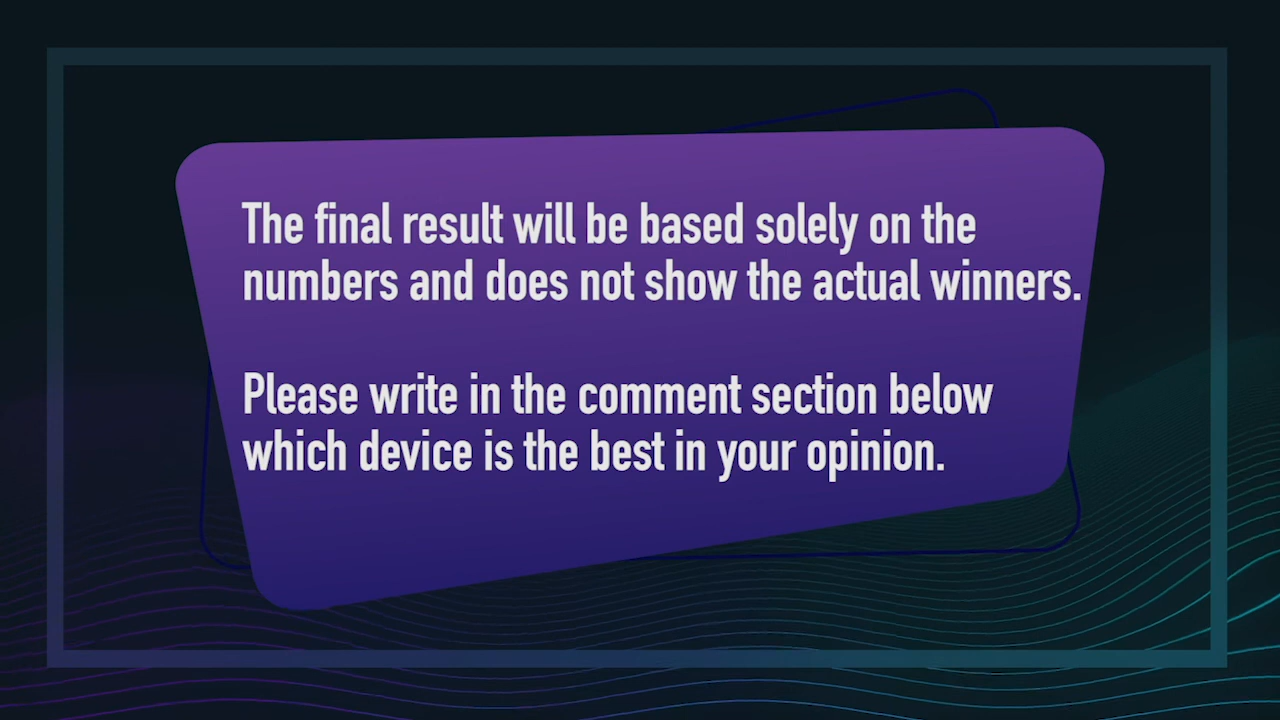 The final result will be based solely on the
numbers and does not show the actual winners.
Please write in the comment section below
which device is the best in your opinion.